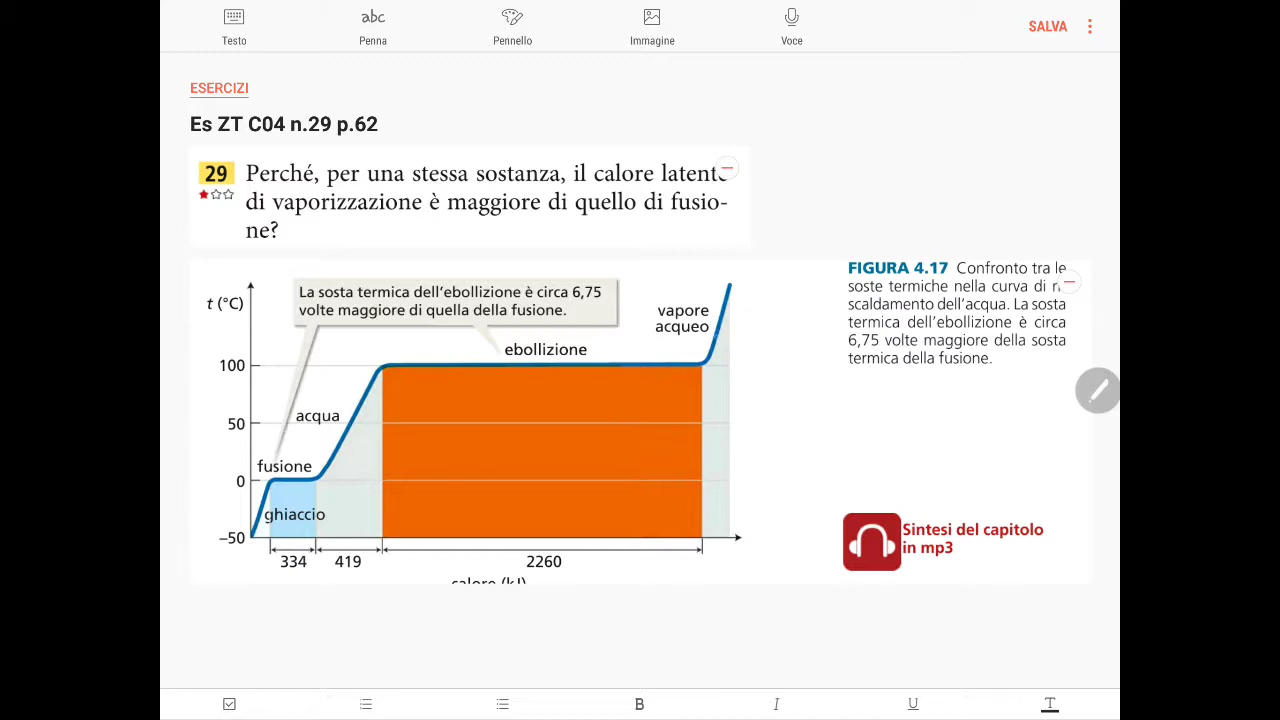 Testo
abc
Penna
Pennello
Immagine
Voce
SALVA
ESERCIZI
Es ZT C04 n.29 p.62
29 Perché, per una stessa sostanza, il calore latente
di vaporizzazione è maggiore di quello di fusio-
ne?
t (°C)
La sosta termica dell'ebollizione è circa 6,75
volte maggiore di quella della fusione.
vapore
acqueo
ebollizione
100
acqua
50
fusione
0
ghiaccio
–50
334 419 2260
calore (kJ)
FIGURA 4.17 Confronto tra le
soste termiche nella curva di ri
scaldamento dell'acqua. La sosta
termica dell'ebollizione è circa
6,75 volte maggiore della sosta
termica della fusione.
Sintesi del capitolo
in mp3
B I U T